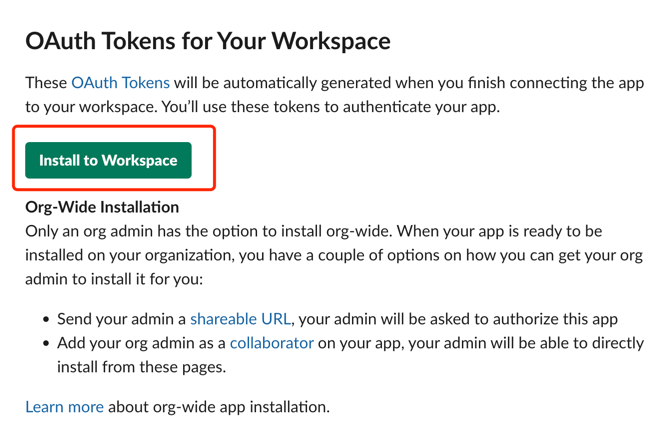 OAuth Tokens for Your Workspace
These OAuth Tokens will be automatically generated when you finish connecting the app
to your workspace. You’ll use these tokens to authenticate your app.
Install to Workspace
Org-Wide Installation
Only an org admin has the option to install org-wide. When your app is ready to be
installed on your organization, you have a couple of options on how you can get your org
admin to install it for you:
• Send your admin a shareable URL, your admin will be asked to authorize this app
• Add your org admin as a collaborator on your app, your admin will be able to directly
install from these pages.
Learn more about org-wide app installation.